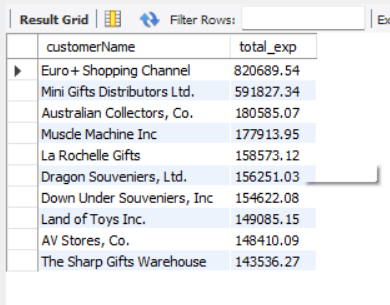 Result Grid Filter Rows: Ex
customerName total_exp
Euro+ Shopping Channel 820689.54
Mini Gifts Distributors Ltd. 591827.34
Australian Collectors, Co. 180585.07
Muscle Machine Inc 177913.95
La Rochelle Gifts 158573.12
Dragon Souveniers, Ltd. 156251.03
Down Under Souveniers, Inc 154622.08
Land of Toys Inc. 149085.15
AV Stores, Co. 148410.09
The Sharp Gifts Warehouse 143536.27